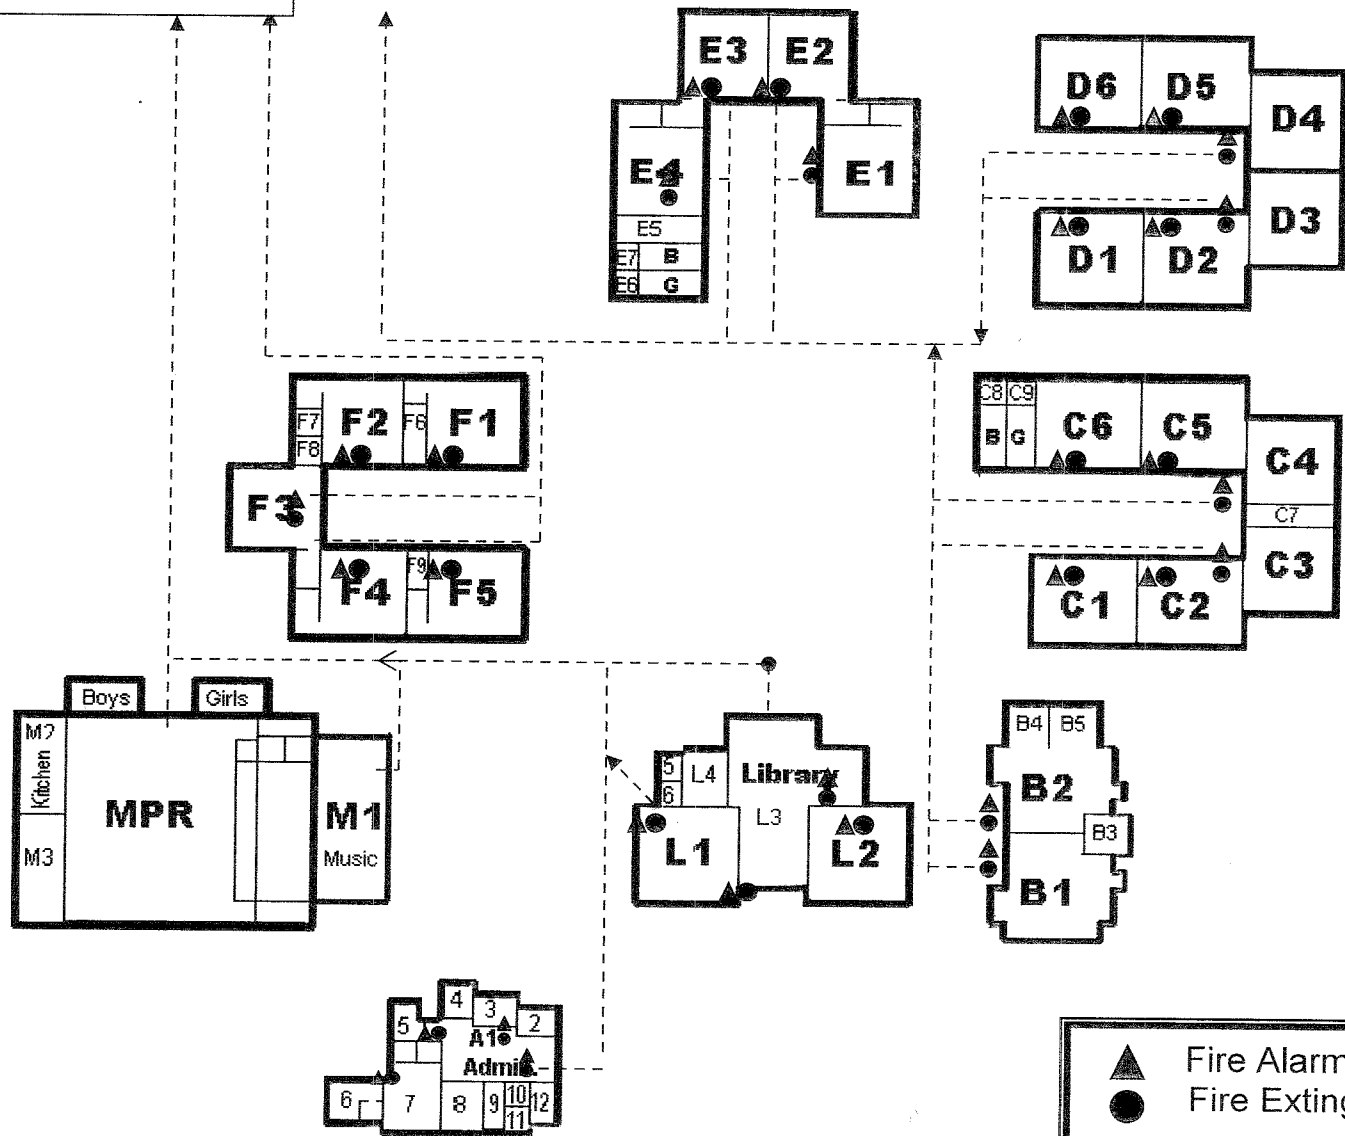 E3 E2
D6 D5
D4
E4 E1
D3
E5
E7 B
E6 G
D1 D2
C8 C9
F7 F2 F6 F1
F8
B G C6 C5
C4
F3
C7
F9
C3
F4 F5
C1 C2
Boys Girls
M2
Kitchen
B4 B5
5 L4 Library
6
B2
MPR M1
L3
B3
M3 Music
L1 L2
B1
4 3
5 2
A1
Admin.
6 7 8 9 10 12
11
Fire Alarm
Fire Exting